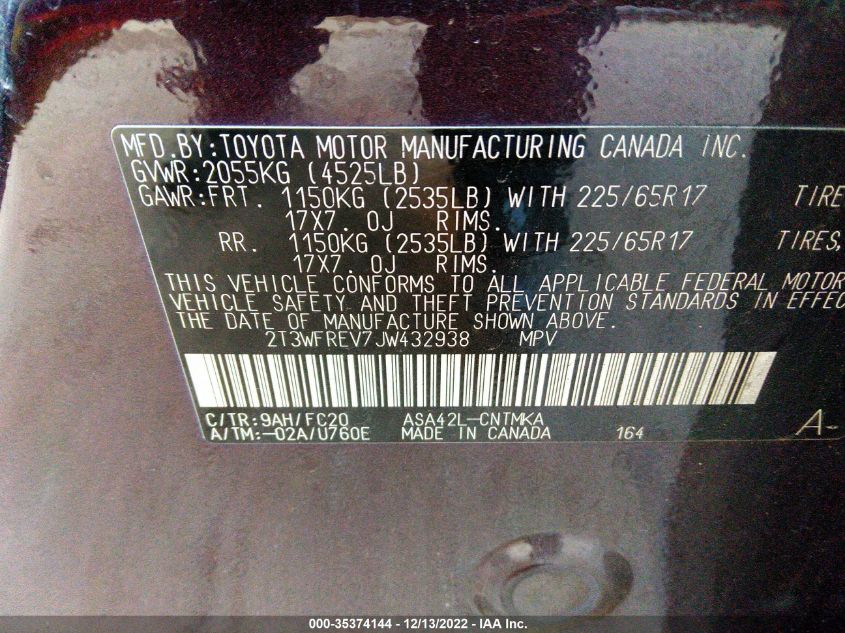 MFD.BY:TOYOTA MOTOR MANUFACTURING CANADA INC.
GVWR:2055KG (4525LB)
GAWR:FRT. 1150KG (2535LB) WITH 225/65R17 TIRE
17X7.0J RIMS.
RR. 1150KG (2535LB) WITH 225/65R17 TIRES,
17X7.0J RIMS.
THIS VEHICLE CONFORMS TO ALL APPLICABLE FEDERAL MOTOR
VEHICLE SAFETY AND THEFT PREVENTION STANDARDS IN EFFEC
THE DATE OF MANUFACTURE SHOWN ABOVE.
2T3WFREV7JW432938 MPV
C/TR:9AH/FC20 ASA42L-CNTMKA
A/TM:-02A/U760E MADE IN CANADA 164 A-
000-35374144 - 12/13/2022 - IAA Inc.